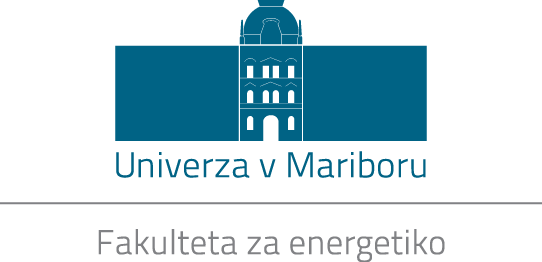 Univerza v Mariboru
Fakulteta za energetiko